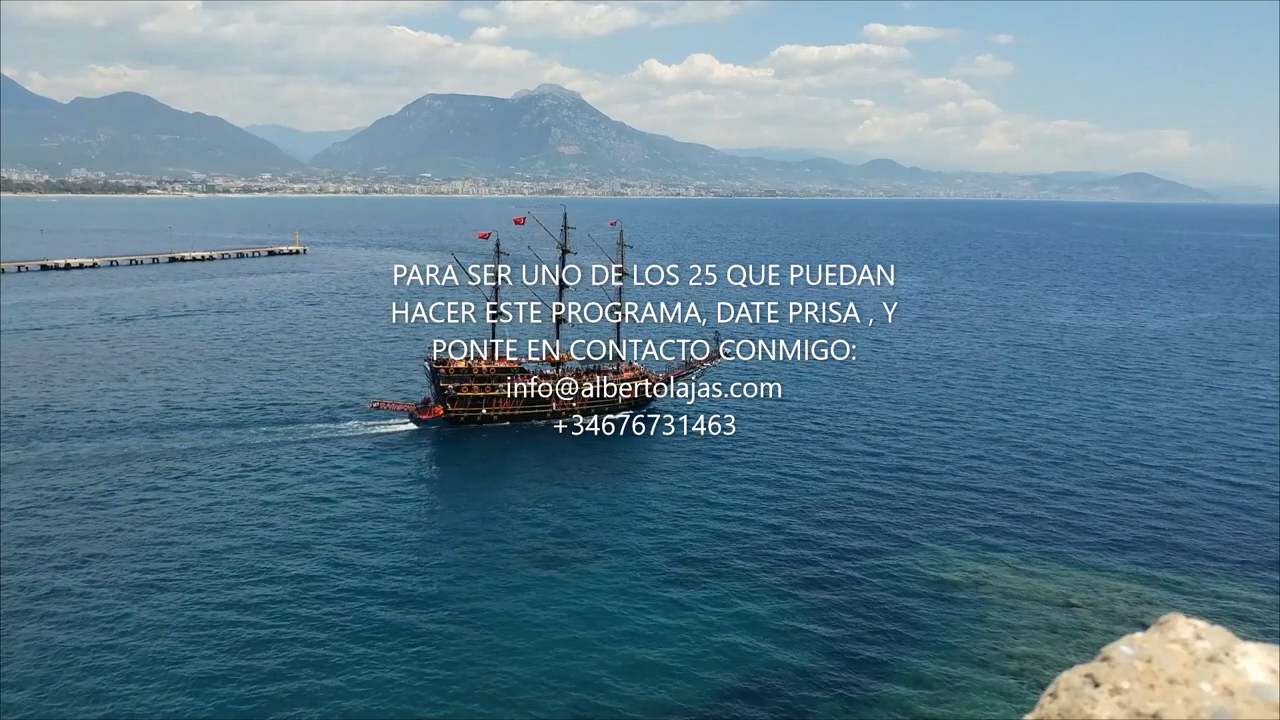 PARA SER UNO DE LOS 25 QUE PUEDAN
HACER ESTE PROGRAMA, DATE PRISA , Y
PONTE EN CONTACTO CONMIGO:
info@albertolajas.com
+34676731463